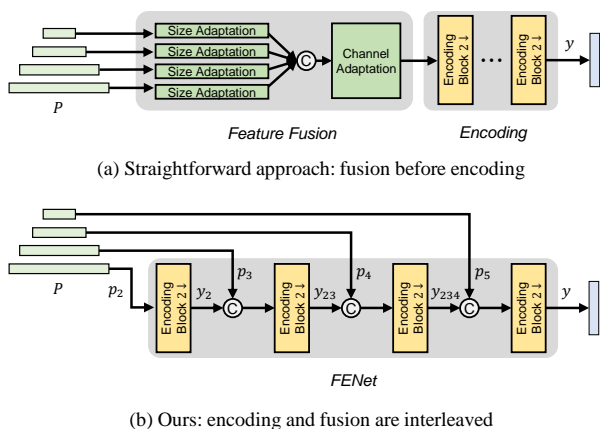 Size Adaptation
Size Adaptation
Size Adaptation
Size Adaptation
C
Channel
Adaptation
Encoding
Block 2↓
...
Encoding
Block 2↓
y
P
Feature Fusion
Encoding
(a) Straightforward approach: fusion before encoding
P
p₂
Encoding
Block 2↓
y₂
p₃
C
Encoding
Block 2↓
y₂₃
p₄
C
Encoding
Block 2↓
y₂₃₄
p₅
C
Encoding
Block 2↓
y
FENet
(b) Ours: encoding and fusion are interleaved